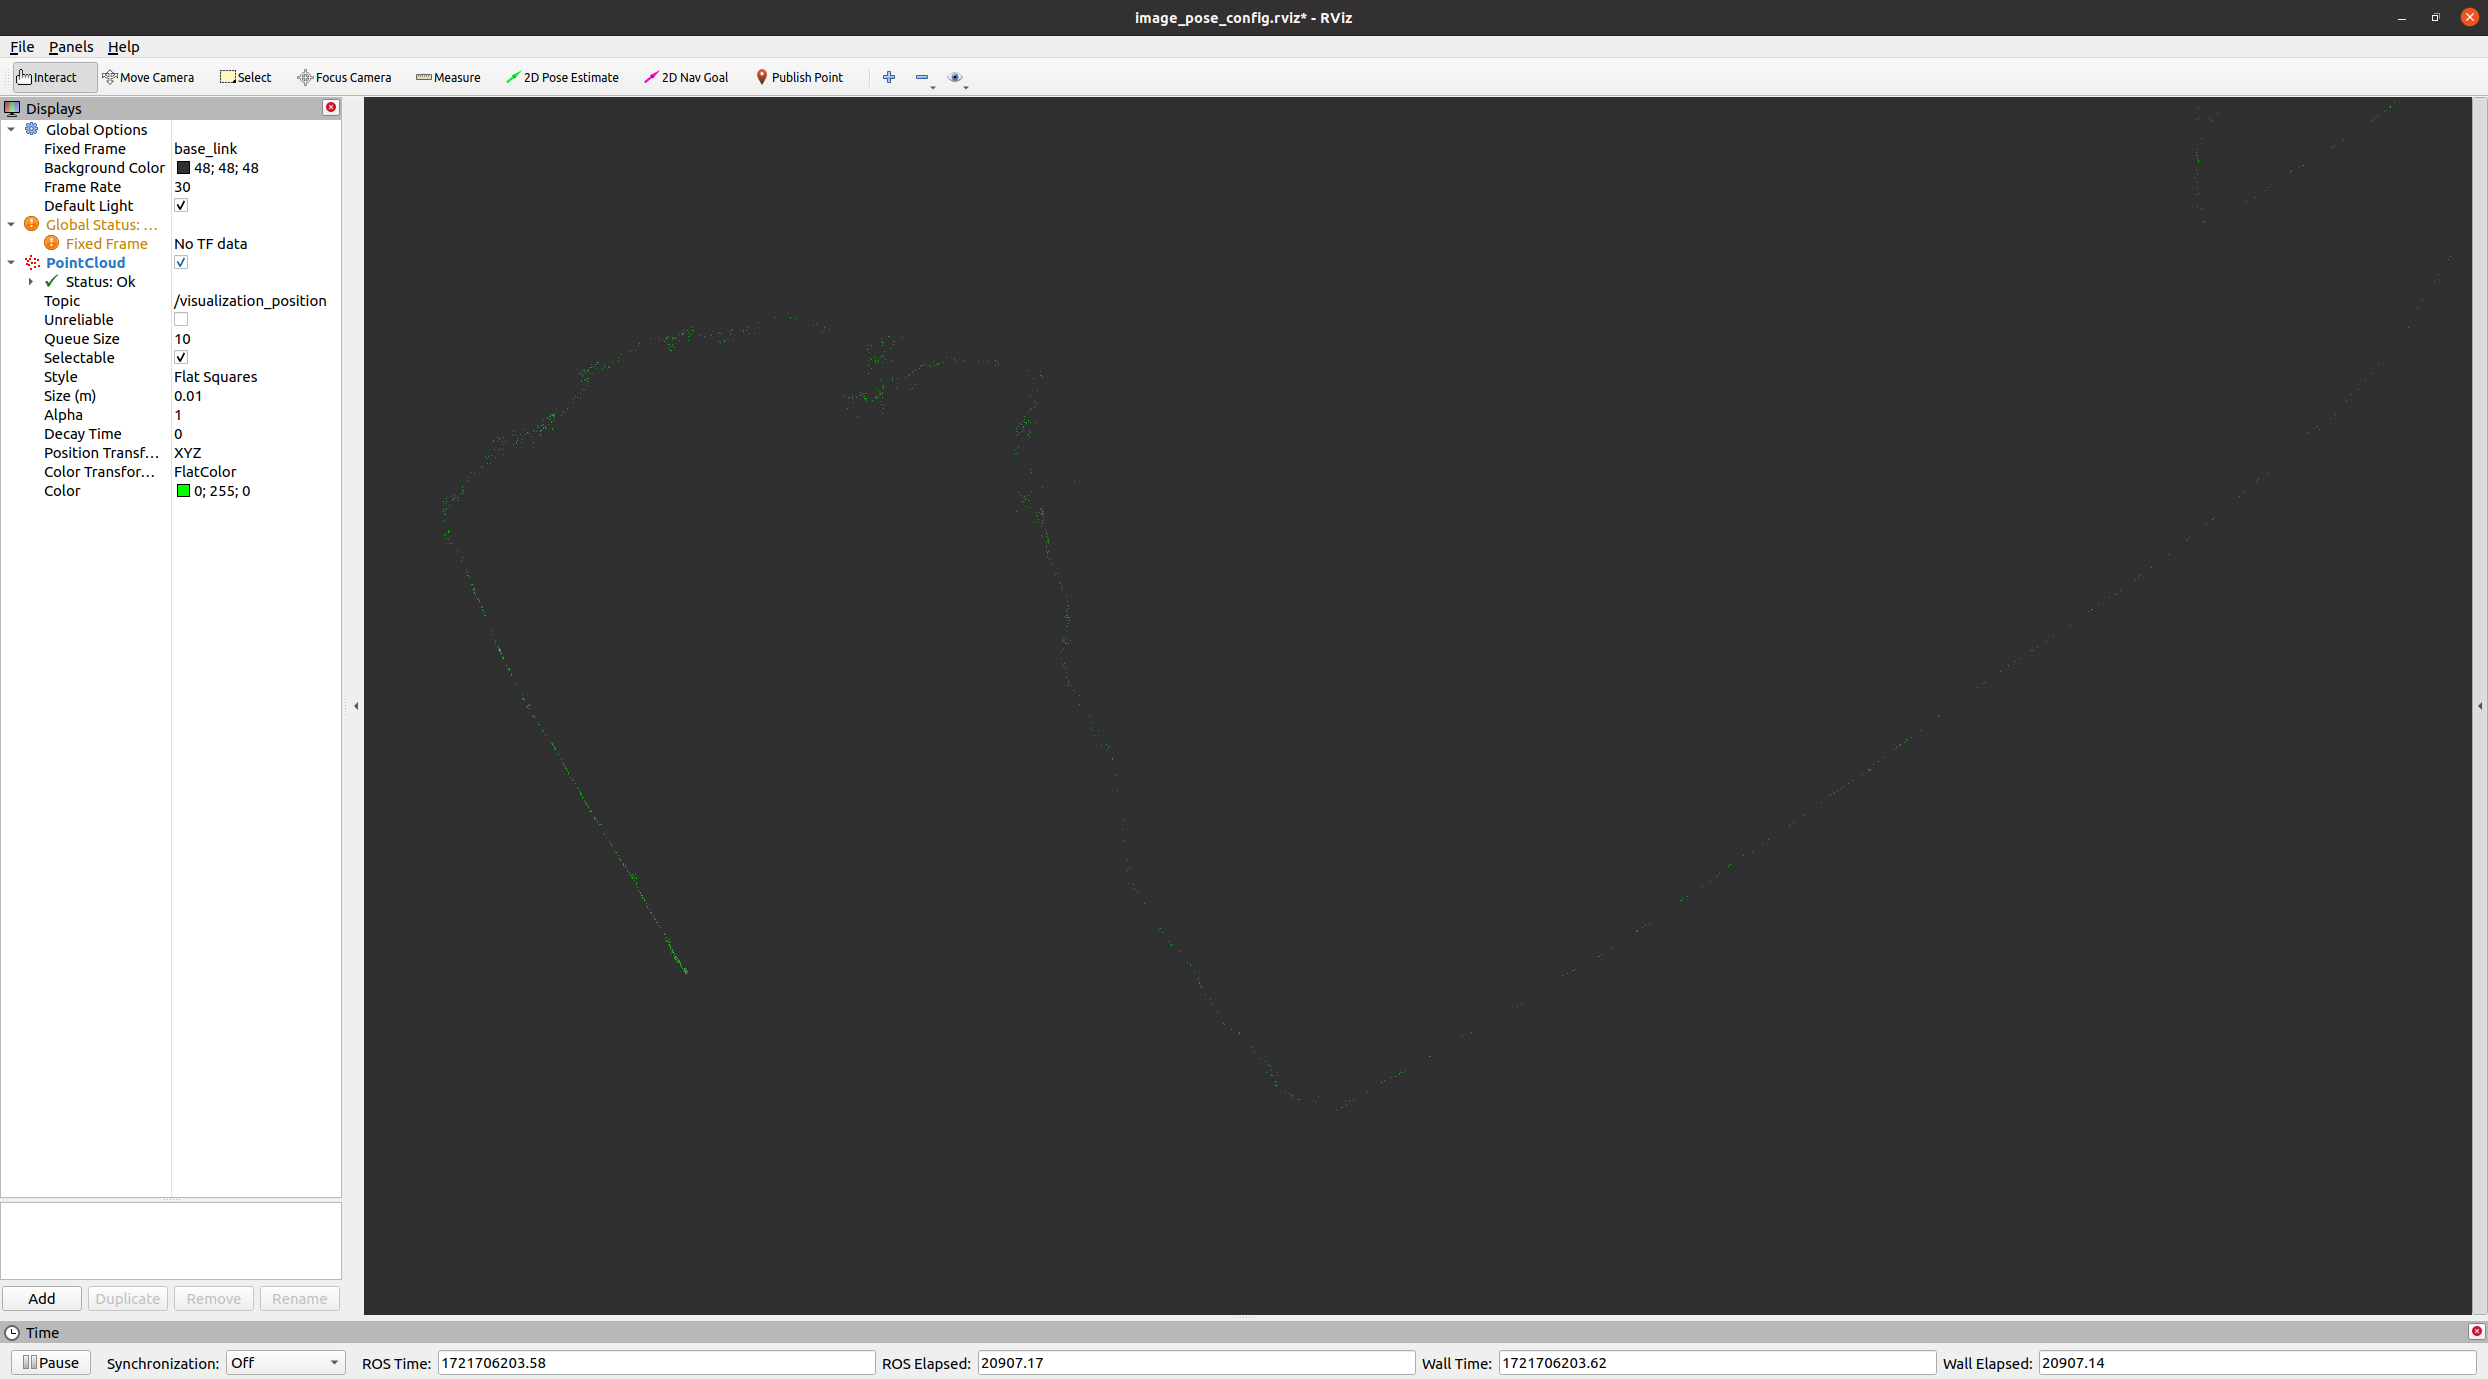 image_pose_config.rviz* - RViz
File Panels Help
Interact Move Camera Select Focus Camera Measure 2D Pose Estimate 2D Nav Goal Publish Point
Displays
Global Options
Fixed Frame base_link
Background Color 48; 48; 48
Frame Rate 30
Default Light
Global Status: ...
Fixed Frame No TF data
PointCloud
Status: Ok
Topic /visualization_position
Unreliable
Queue Size 10
Selectable
Style Flat Squares
Size (m) 0.01
Alpha 1
Decay Time 0
Position Transf... XYZ
Color Transfor... FlatColor
Color 0; 255; 0
Add Duplicate Remove Rename
Time
Pause Synchronization: Off ROS Time: 1721706203.58 ROS Elapsed: 20907.17 Wall Time: 1721706203.62 Wall Elapsed: 20907.14